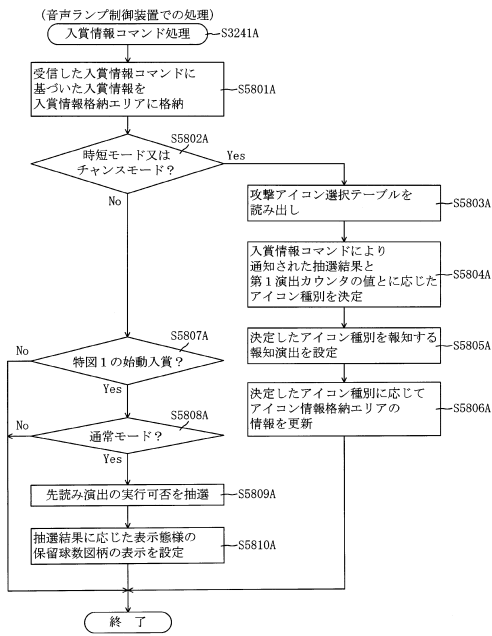 (音声ランプ制御装置での処理)
入賞情報コマンド処理
S3241A
受信した入賞情報コマンドに
基づいた入賞情報を
入賞情報格納エリアに格納
S5801A
S5802A
時短モード又は
チャンスモード?
Yes
No
攻撃アイコン選択テーブルを
読み出し
S5803A
入賞情報コマンドにより
通知された抽選結果と
第1演出カウンタの値とに応じた
アイコン種別を決定
S5804A
決定したアイコン種別を報知する
報知演出を設定
S5805A
決定したアイコン種別に応じて
アイコン情報格納エリアの
情報を更新
S5806A
S5807A
No
特図1の始動入賞?
Yes
S5808A
No
通常モード?
Yes
先読み演出の実行可否を抽選
S5809A
抽選結果に応じた表示態様の
保留球数図柄の表示を設定
S5810A
終 了